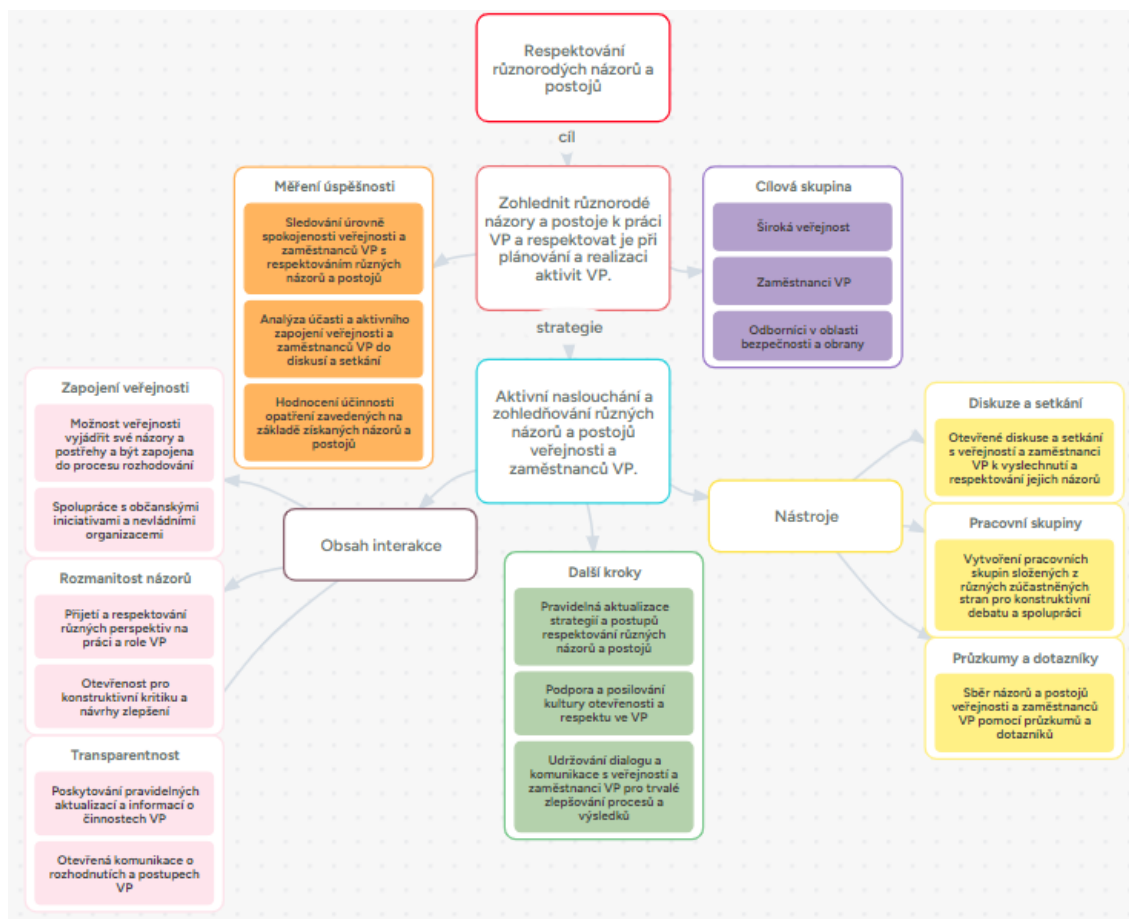 Respektování
různorodých názorů a
postojů
cíl
Zohlednit různorodé
názory a postoje k práci
VP a respektovat je při
plánování a realizaci
aktivit VP.
Měření úspěšnosti
Sledování úrovně
spokojenosti veřejnosti a
zaměstnanců VP s
respektováním různých
názorů a postojů
Analýza účasti a aktivního
zapojení veřejnosti a
zaměstnanců VP do
diskusí a setkání
Hodnocení účinnosti
opatření zavedených na
základě získaných názorů a
postojů
Cílová skupina
Široká veřejnost
Zaměstnanci VP
Odborníci v oblasti
bezpečnosti a obrany
strategie
Aktivní naslouchání a
zohledňování různých
názorů a postojů
veřejnosti a
zaměstnanců VP.
Obsah interakce
Zapojení veřejnosti
Možnost veřejnosti
vyjádřit své názory a
postřehy a být zapojena
do procesu rozhodování
Spolupráce s občanskými
iniciativami a nevládními
organizacemi
Rozmanitost názorů
Přijetí a respektování
různých perspektiv na
práci a role VP
Otevřenost pro
konstruktivní kritiku a
návrhy zlepšení
Transparentnost
Poskytování pravidelných
aktualizací a informací o
činnostech VP
Otevřená komunikace o
rozhodnutích a postupech
VP
Další kroky
Pravidelná aktualizace
strategií a postupů
respektování různých
názorů a postojů
Podpora a posilování
kultury otevřenosti a
respektu ve VP
Udržování dialogu a
komunikace s veřejností a
zaměstnanci VP pro trvalé
zlepšování procesů a
výsledků
Nástroje
Diskuze a setkání
Otevřené diskuse a setkání
s veřejností a zaměstnanci
VP k vyslechnutí a
respektování jejich názorů
Pracovní skupiny
Vytvoření pracovních
skupin složených z
různých zúčastněných
stran pro konstruktivní
debatu a spolupráci
Průzkumy a dotazníky
Sběr názorů a postojů
veřejnosti a zaměstnanců
VP pomocí průzkumů a
dotazníků